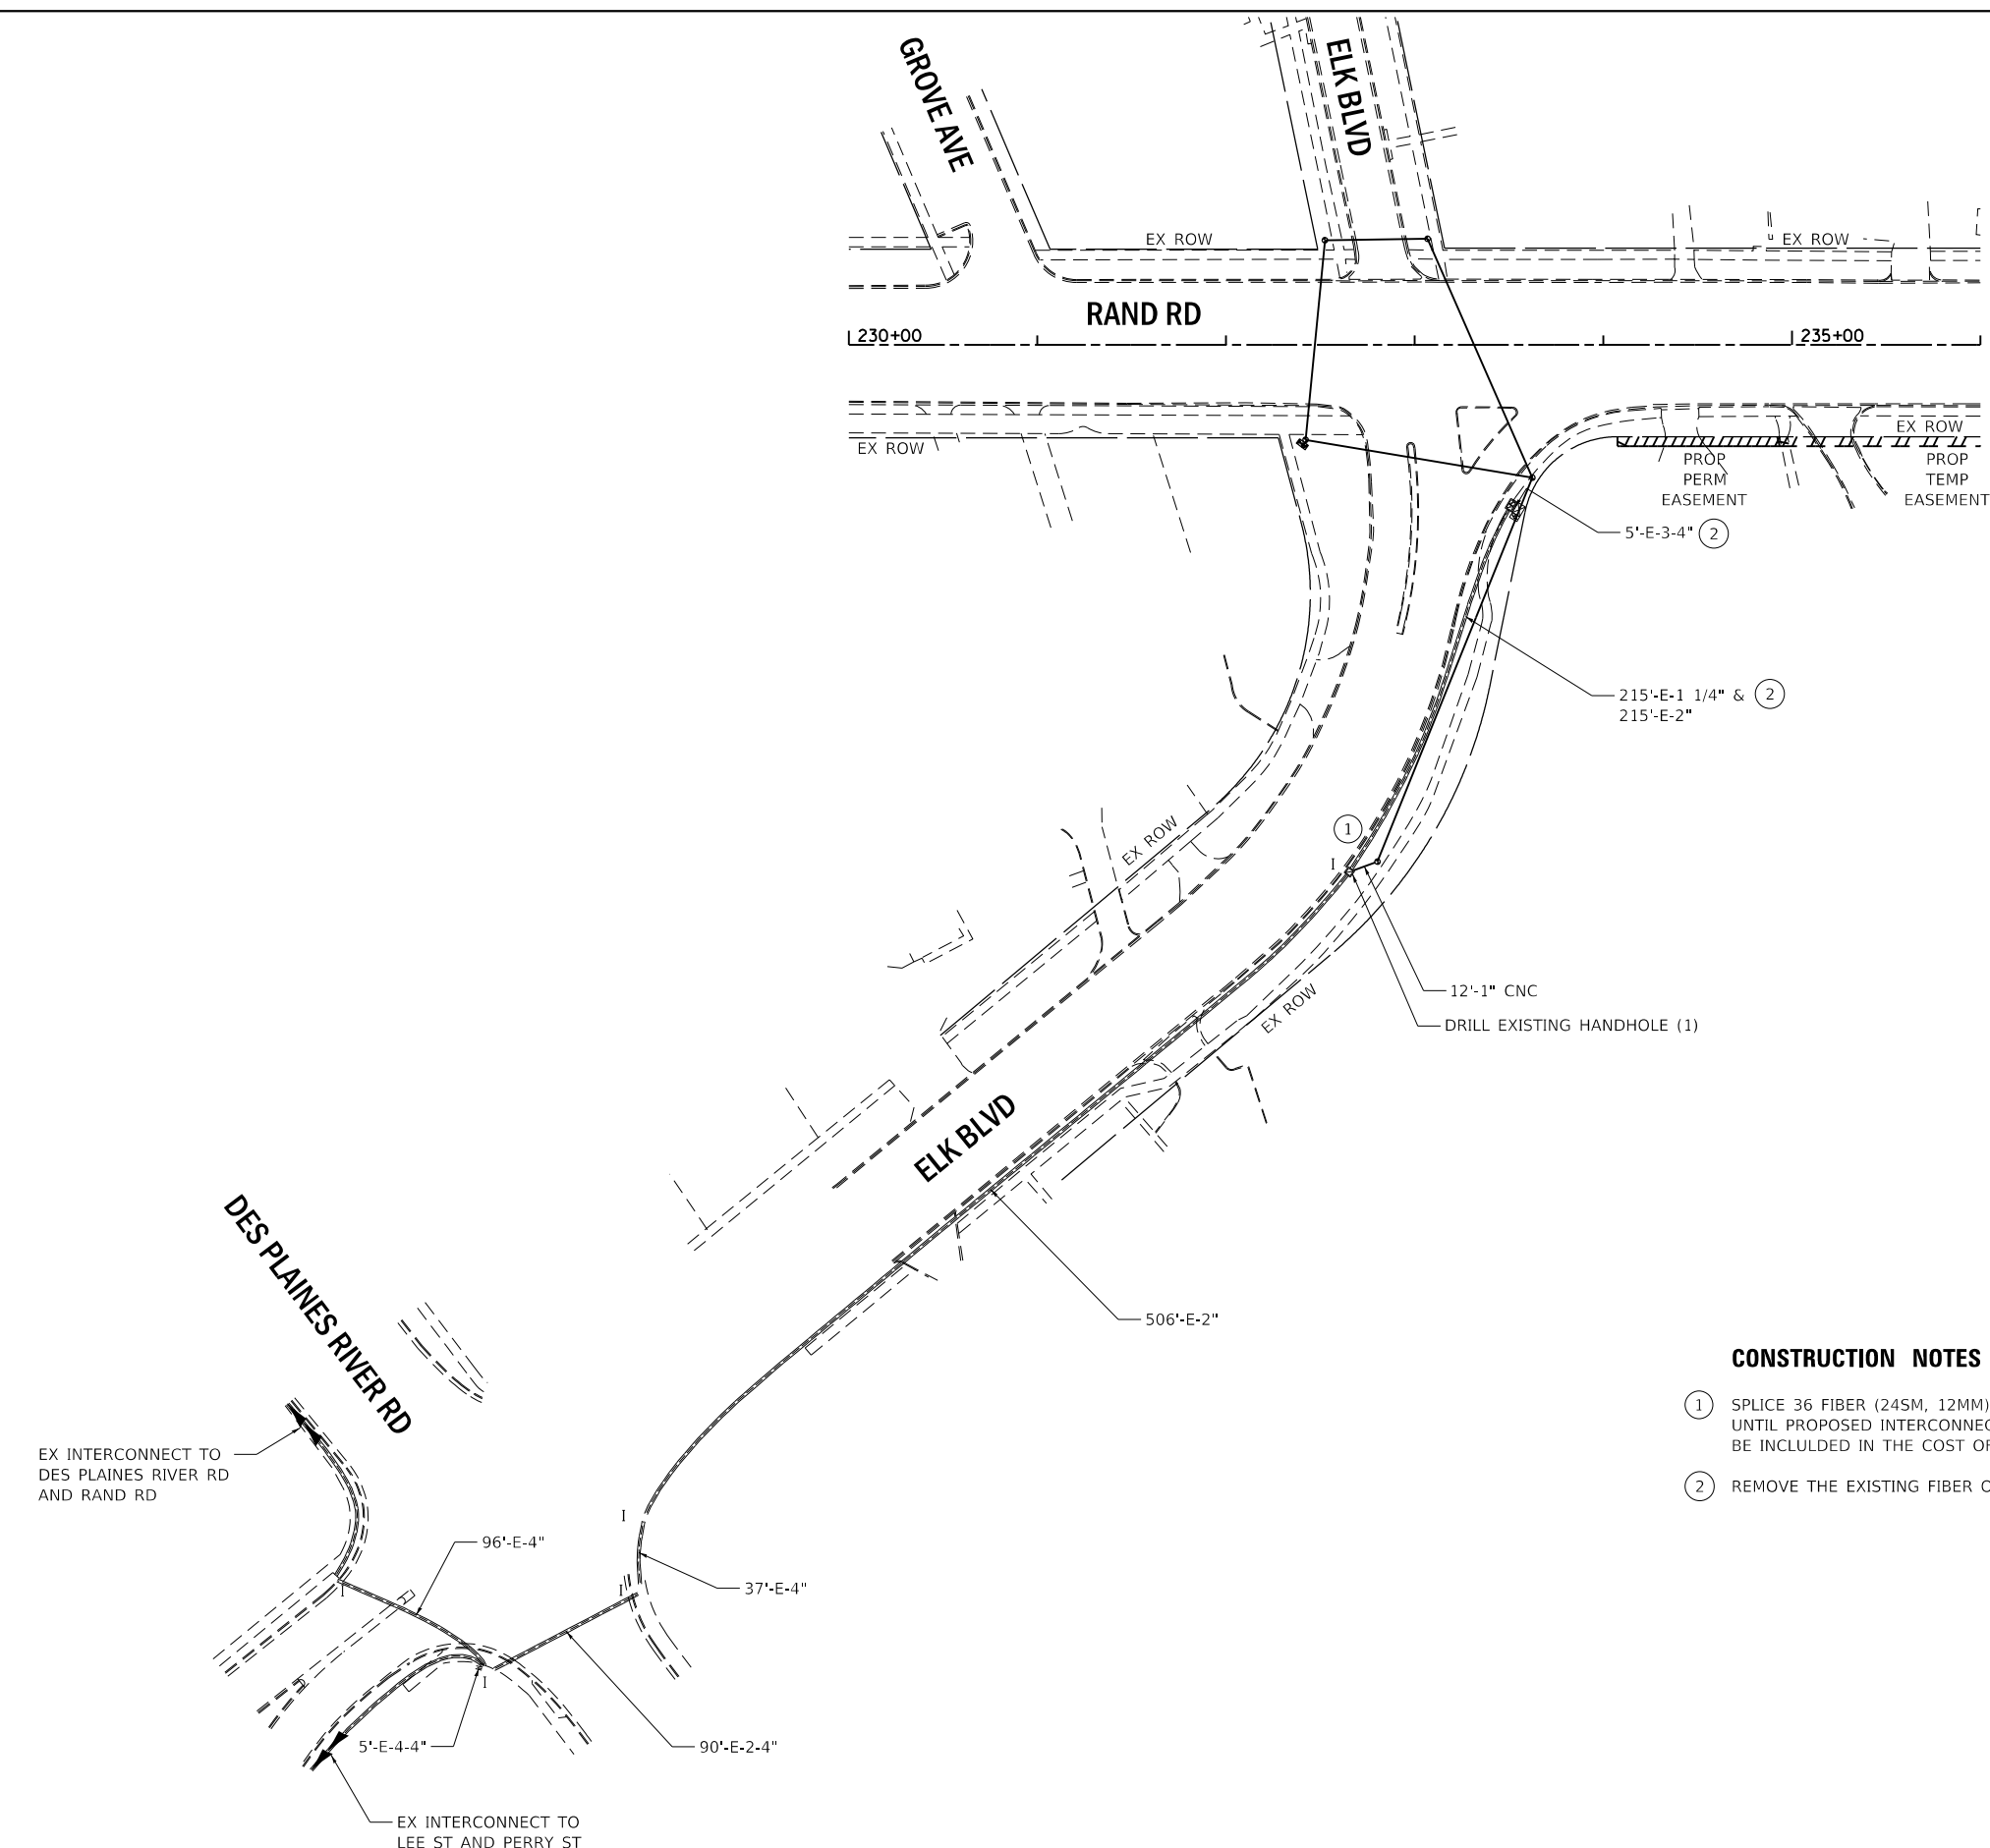 GROVE AVE
ELK BLVD
EX ROW
EX ROW
RAND RD
230+00
235+00
EX ROW
EX ROW
PROP
PERM
EASEMENT
PROP
TEMP
EASEMENT
5'-E-3-4" 2
215'-E-1 1/4" & 2
215'-E-2"
1
I
EX ROW
12'-1" CNC
EX ROW
DRILL EXISTING HANDHOLE (1)
ELK BLVD
DES PLAINES RIVER RD
506'-E-2"
CONSTRUCTION NOTES
1 SPLICE 36 FIBER (24SM, 12MM)
UNTIL PROPOSED INTERCONNEC
BE INCLULDED IN THE COST OF
2 REMOVE THE EXISTING FIBER O
EX INTERCONNECT TO
DES PLAINES RIVER RD
AND RAND RD
I
96'-E-4"
37'-E-4"
I
I
I
5'-E-4-4"
90'-E-2-4"
EX INTERCONNECT TO
LEE ST AND PERRY ST